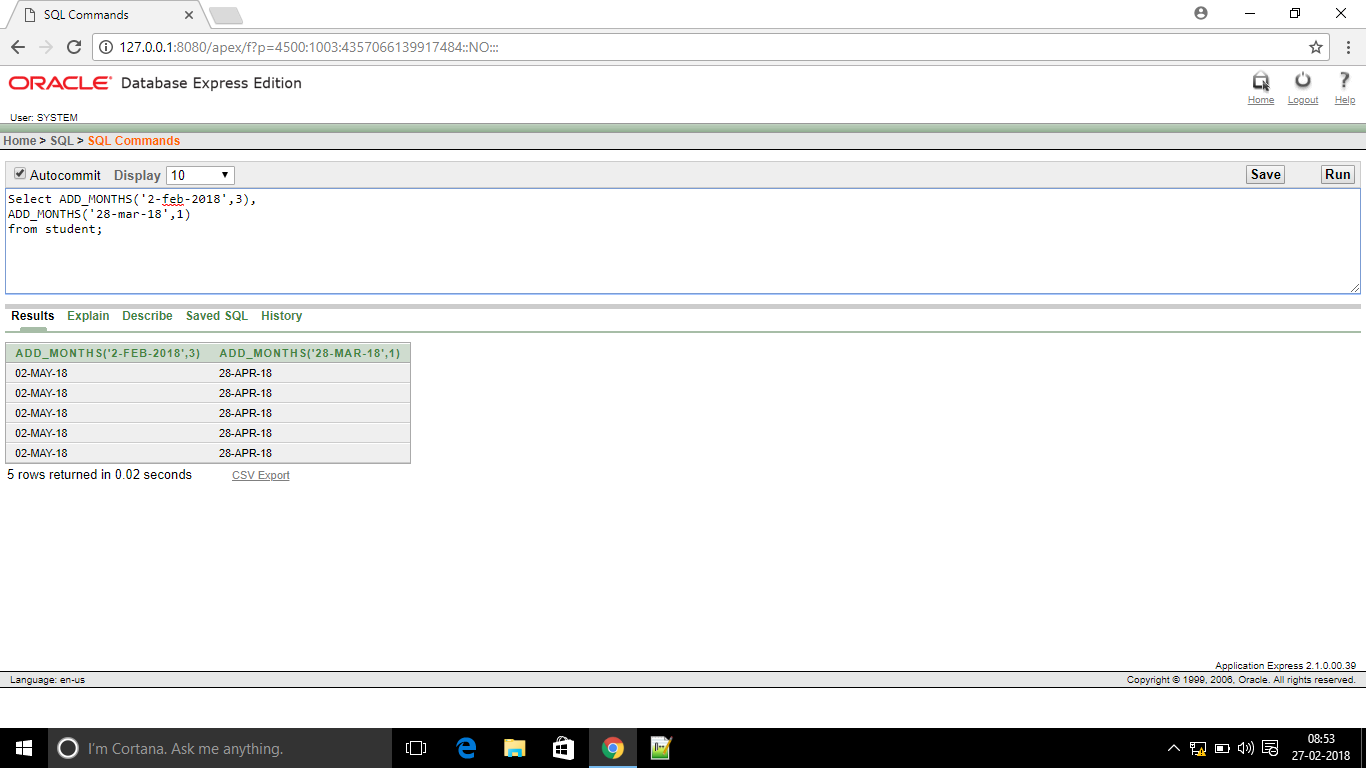 SQL Commands
127.0.0.1:8080/apex/f?p=4500:1003:4357066139917484::NO:::
ORACLE Database Express Edition
Home Logout Help
User: SYSTEM
Home > SQL > SQL Commands
Autocommit Display 10 Save Run
Select ADD_MONTHS('2-feb-2018',3),
ADD_MONTHS('28-mar-18',1)
from student;
Results Explain Describe Saved SQL History
ADD_MONTHS('2-FEB-2018',3) ADD_MONTHS('28-MAR-18',1)
02-MAY-18 28-APR-18
02-MAY-18 28-APR-18
02-MAY-18 28-APR-18
02-MAY-18 28-APR-18
02-MAY-18 28-APR-18
5 rows returned in 0.02 seconds CSV Export
Application Express 2.1.0.00.39
Language: en-us Copyright © 1999, 2006, Oracle. All rights reserved.
I'm Cortana. Ask me anything.
08:53
27-02-2018